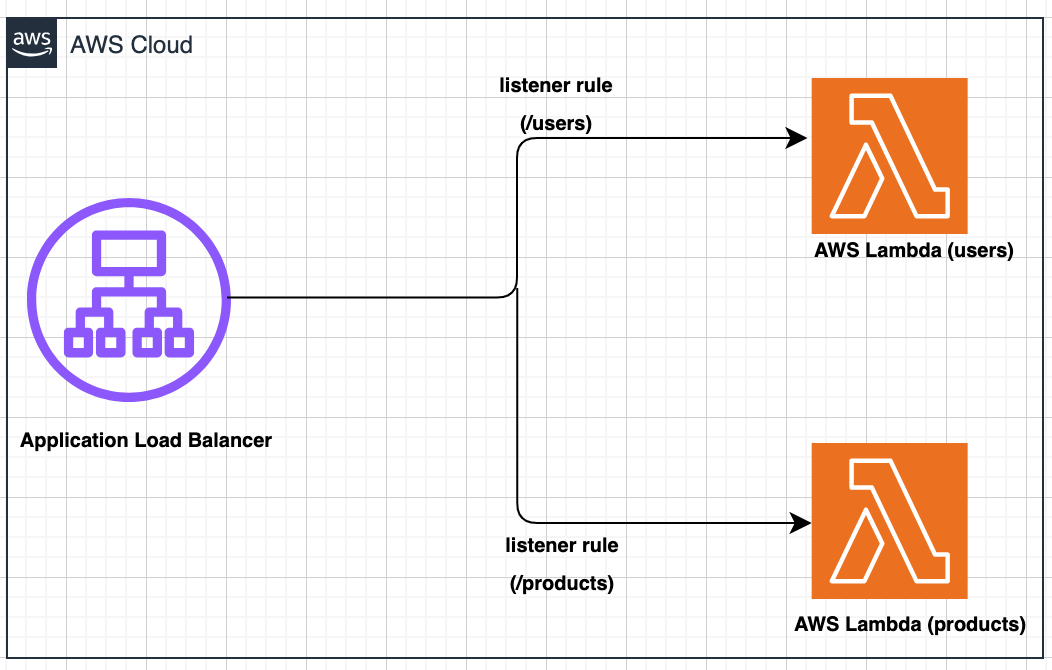 aws
AWS Cloud
listener rule
(/users)
AWS Lambda (users)
Application Load Balancer
listener rule
(/products)
AWS Lambda (products)